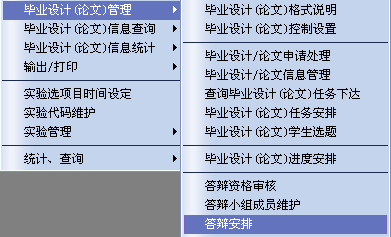 毕业设计(论文)管理
毕业设计(论文)信息查询
毕业设计(论文)信息统计
输出/打印
实验选项目时间设定
实验代码维护
实验管理
统计、查询
毕业设计(论文)格式说明
毕业设计(论文)控制设置
毕业设计/论文申请处理
毕业设计/论文信息管理
查询毕业设计(论文)任务下达
毕业设计(论文)任务安排
毕业设计(论文)学生选题
毕业设计(论文)进度安排
答辩资格审核
答辩小组成员维护
答辩安排